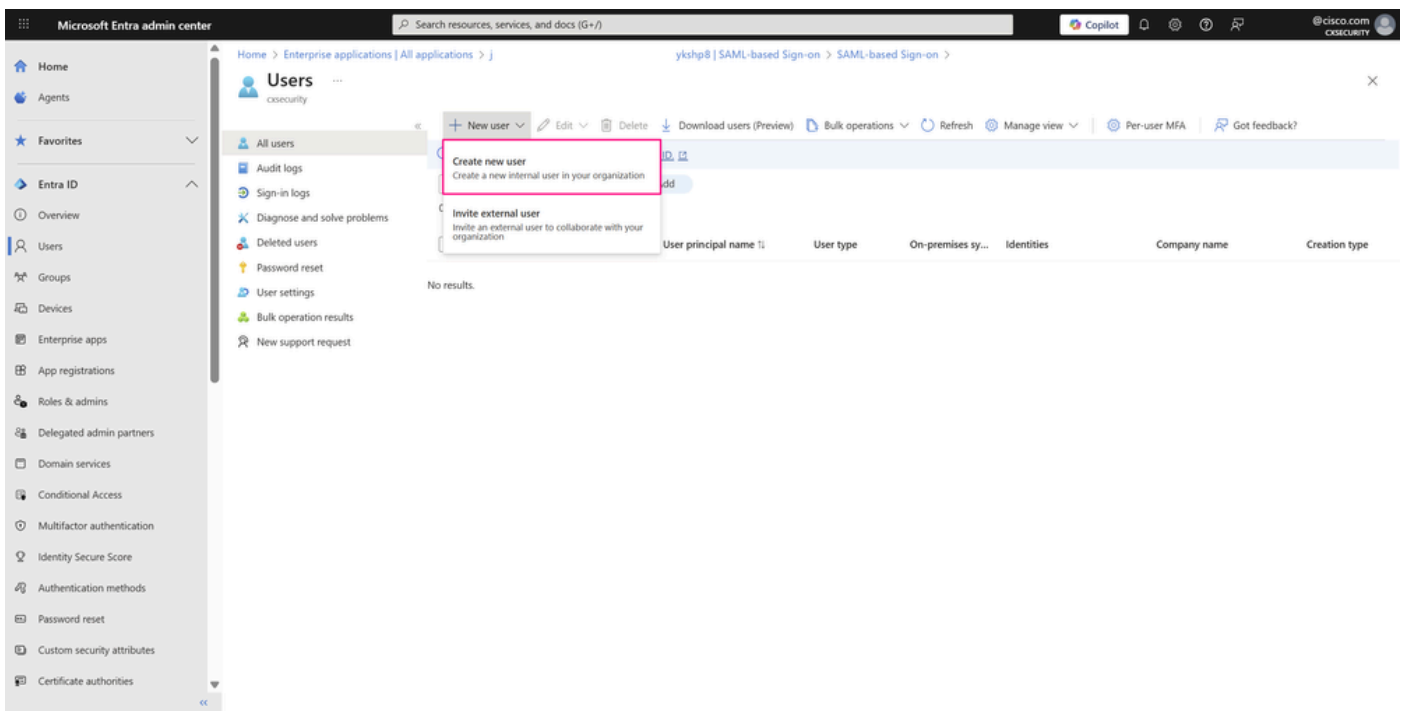 Microsoft Entra admin center
Search resources, services, and docs (G+/)
Copilot
@cisco.com
CXSECURITY
Home
Agents
Favorites
Entra ID
Overview
Users
Groups
Devices
Enterprise apps
App registrations
Roles & admins
Delegated admin partners
Domain services
Conditional Access
Multifactor authentication
Identity Secure Score
Authentication methods
Password reset
Custom security attributes
Certificate authorities
Home > Enterprise applications | All applications > j ykshp8 | SAML-based Sign-on > SAML-based Sign-on >
Users ...
cxsecurity
All users
Audit logs
Sign-in logs
Diagnose and solve problems
Deleted users
Password reset
User settings
Bulk operation results
New support request
New user Edit Delete Download users (Preview) Bulk operations Refresh Manage view Per-user MFA Got feedback?
Create new user
Create a new internal user in your organization
Invite external user
Invite an external user to collaborate with your
organization
ID.
dd
User principal name User type On-premises sy... Identities Company name Creation type
No results.